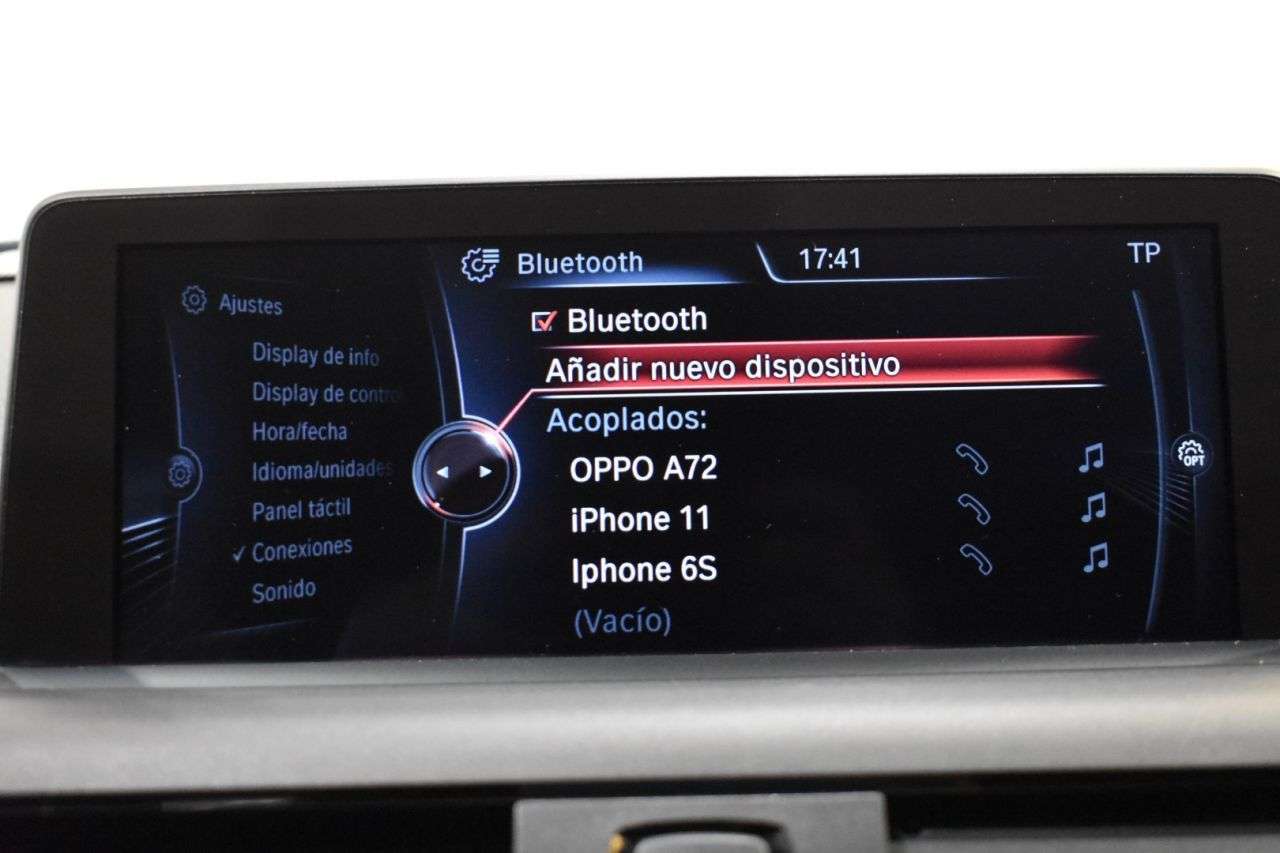 Bluetooth 17:41 TP
Ajustes
Display de info
Display de contro
Hora/fecha
Idioma/unidades
Panel táctil
✓ Conexiones
Sonido
Bluetooth
Añadir nuevo dispositivo
Acoplados:
OPPO A72
iPhone 11
Iphone 6S
(Vacío)
OPT